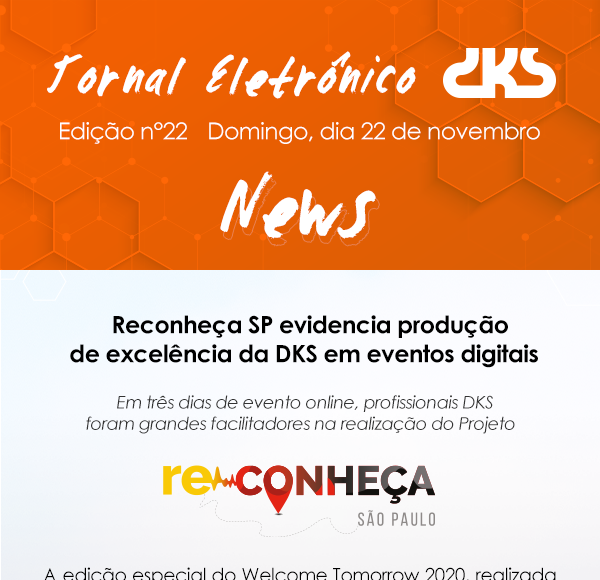 Jornal Eletrônico DKS
Edição nº22 Domingo, dia 22 de novembro
News
Reconheça SP evidencia produção
de excelência da DKS em eventos digitais
Em três dias de evento online, profissionais DKS
foram grandes facilitadores na realização do Projeto
reCONHEÇA
SÃO PAULO
A edição especial do Welcome Tomorrow 2020, realizada